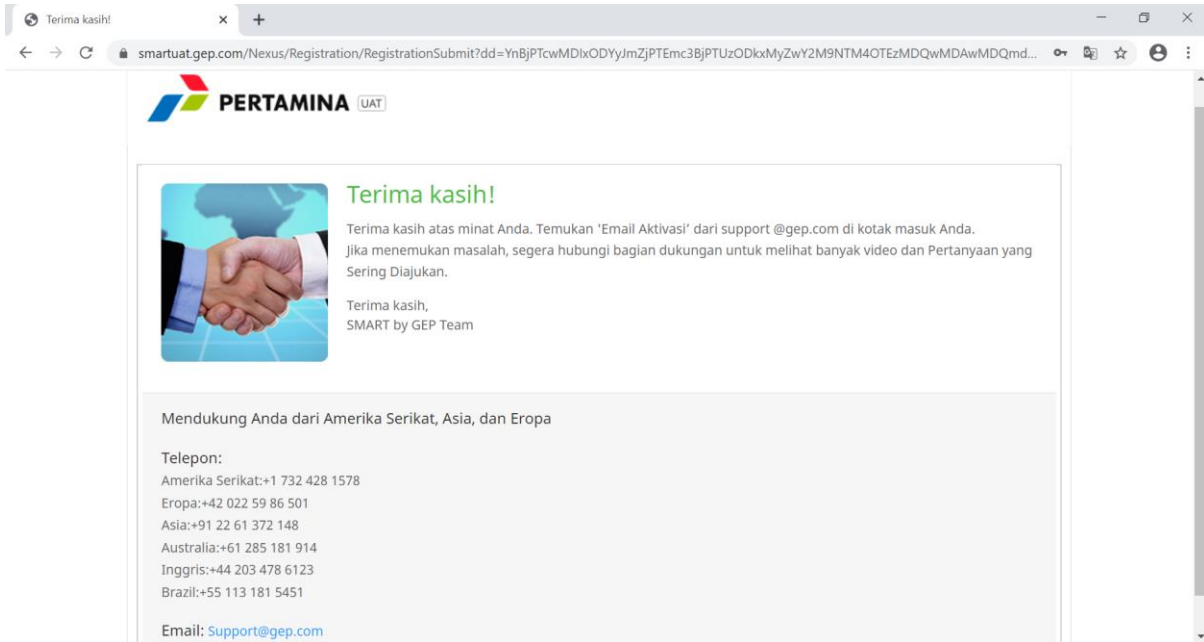 Terima kasih!
smartuat.gep.com/Nexus/Registration/RegistrationSubmit?dd=YnBjPTcwMDIxODYyJmZjPTEmc3BjPTUzODkxMyZwY2M9NTM4OTEzMDQwMDAwMDQmd...
PERTAMINA UAT
Terima kasih!
Terima kasih atas minat Anda. Temukan 'Email Aktivasi' dari support @gep.com di kotak masuk Anda.
Jika menemukan masalah, segera hubungi bagian dukungan untuk melihat banyak video dan Pertanyaan yang
Sering Diajukan.
Terima kasih,
SMART by GEP Team
Mendukung Anda dari Amerika Serikat, Asia, dan Eropa
Telepon:
Amerika Serikat:+1 732 428 1578
Eropa:+42 022 59 86 501
Asia:+91 22 61 372 148
Australia:+61 285 181 914
Inggris:+44 203 478 6123
Brazil:+55 113 181 5451
Email: Support@gep.com